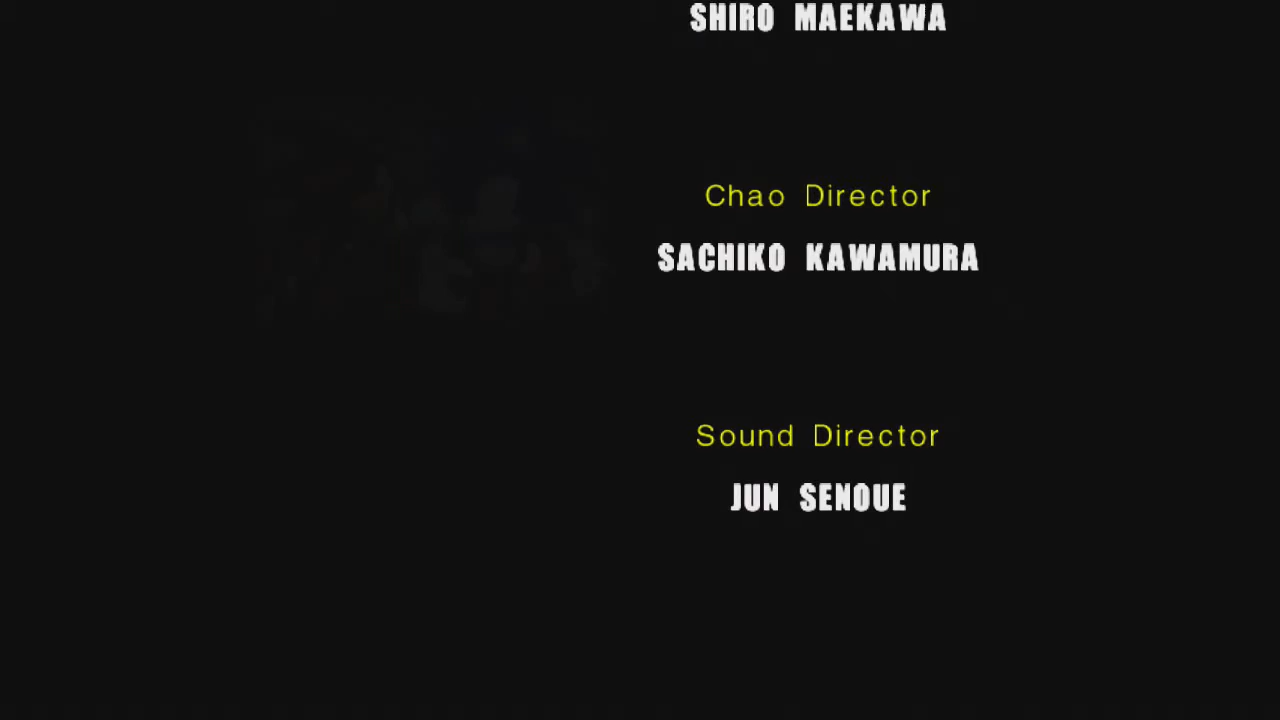 SHIRO MAEKAWA
Chao Director
SACHIKO KAWAMURA
Sound Director
JUN SENOUE